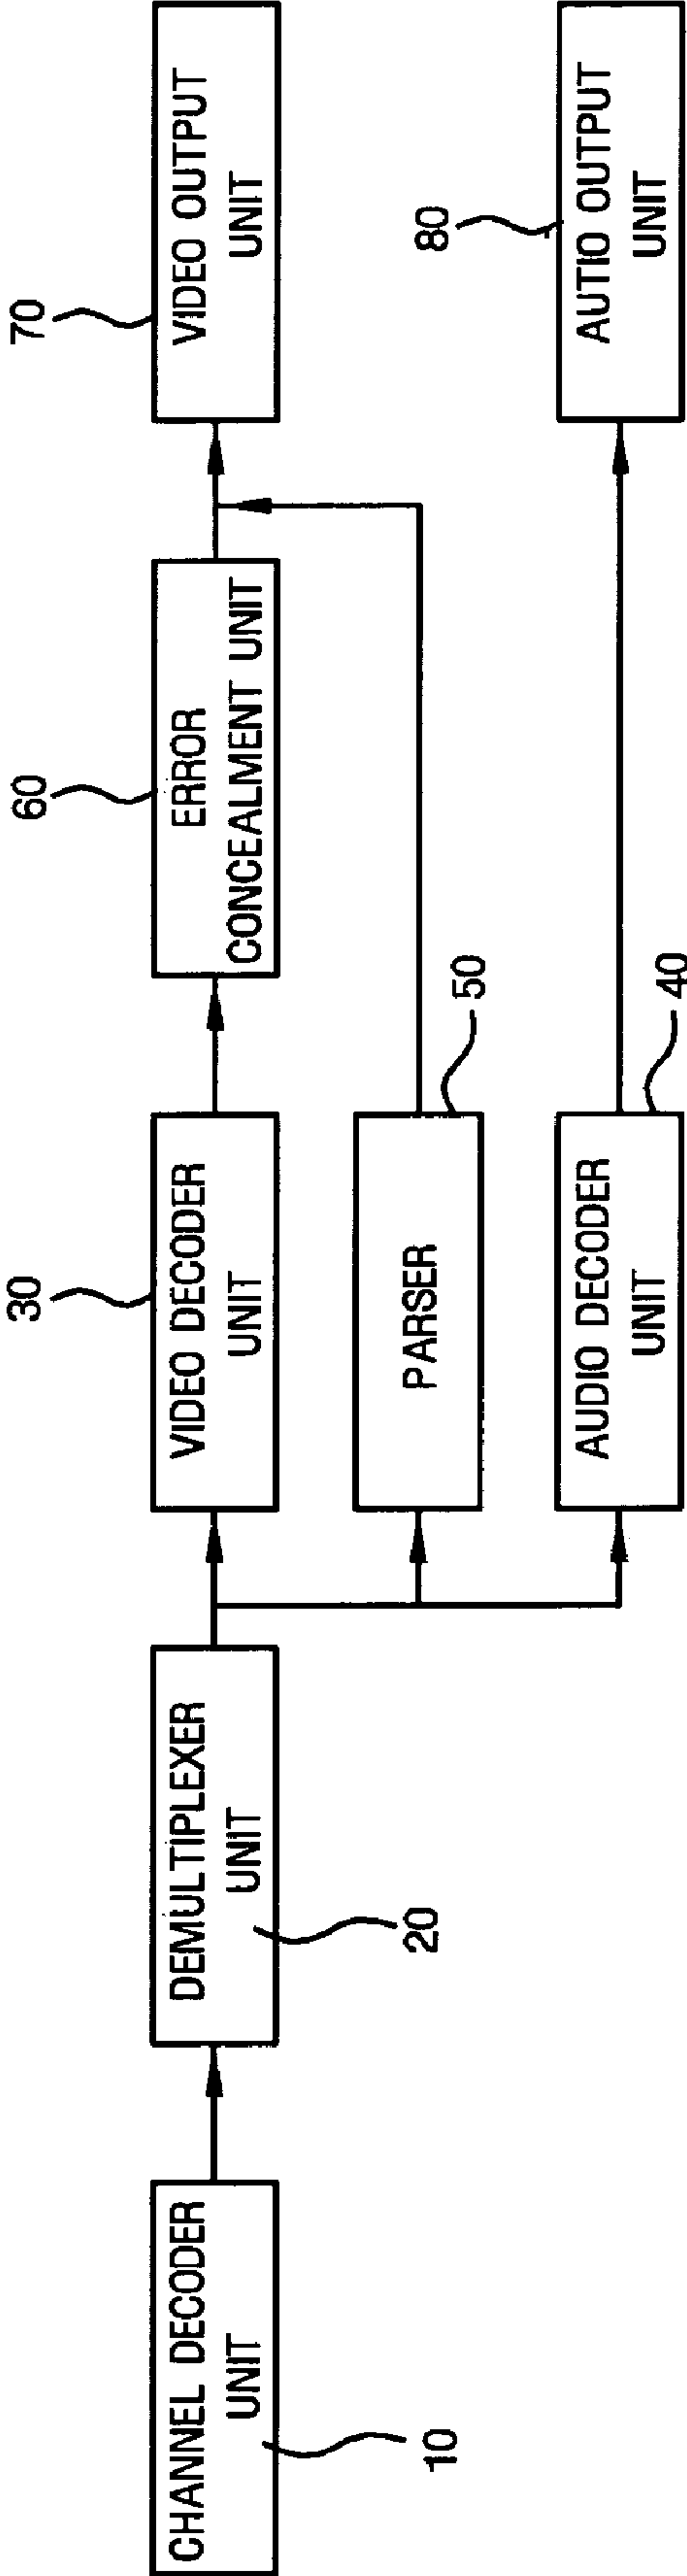 10
CHANNEL DECODER
UNIT
20
DEMULTIPLEXER
UNIT
30
VIDEO DECODER
UNIT
50
PARSER
40
AUDIO DECODER
UNIT
60
ERROR
CONCEALMENT UNIT
70
VIDEO OUTPUT
UNIT
80
AUTIO OUTPUT
UNIT